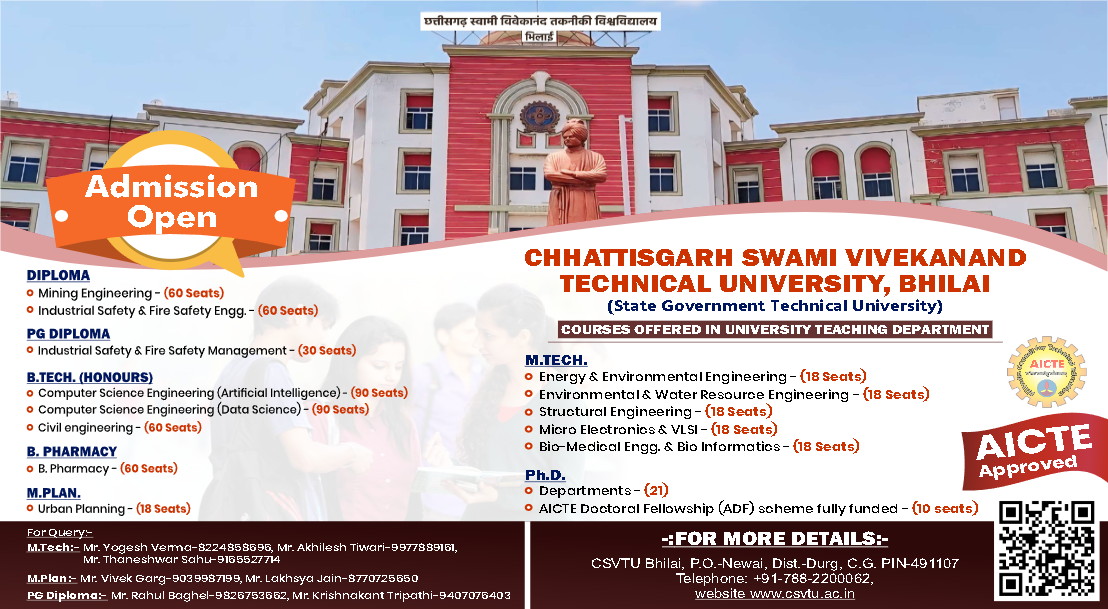 छत्तीसगढ़ स्वामी विवेकानंद तकनीकी विश्वविद्यालय
भिलाई
Admission
Open
CHHATTISGARH SWAMI VIVEKANAND
TECHNICAL UNIVERSITY, BHILAI
(State Government Technical University)
COURSES OFFERED IN UNIVERSITY TEACHING DEPARTMENT
DIPLOMA
Mining Engineering - (60 Seats)
Industrial Safety & Fire Safety Engg. - (60 Seats)
PG DIPLOMA
Industrial Safety & Fire Safety Management - (30 Seats)
B.TECH. (HONOURS)
Computer Science Engineering (Artificial Intelligence) - (90 Seats)
Computer Science Engineering (Data Science) - (90 Seats)
Civil engineering - (60 Seats)
B. PHARMACY
B. Pharmacy - (60 Seats)
M.PLAN.
Urban Planning - (18 Seats)
M.TECH.
Energy & Environmental Engineering - (18 Seats)
Environmental & Water Resource Engineering - (18 Seats)
Structural Engineering - (18 Seats)
Micro Electronics & VLSI - (18 Seats)
Bio-Medical Engg. & Bio Informatics - (18 Seats)
Ph.D.
Departments - (21)
AICTE Doctoral Fellowship (ADF) scheme fully funded - (10 seats)
AICTE
AICTE
Approved
For Query:-
M.Tech:- Mr. Yogesh Verma-8224858696, Mr. Akhilesh Tiwari-9977889161,
Mr. Thaneshwar Sahu-9165527714
M.Plan:- Mr. Vivek Garg-9039987199, Mr. Lakhsya Jain-8770725650
PG Diploma:- Mr. Rahul Baghel-9826753662, Mr. Krishnakant Tripathi-9407076403
-:FOR MORE DETAILS:-
CSVTU Bhilai, P.O.-Newai, Dist.-Durg, C.G. PIN-491107
Telephone: +91-788-2200062,
website www.csvtu.ac.in